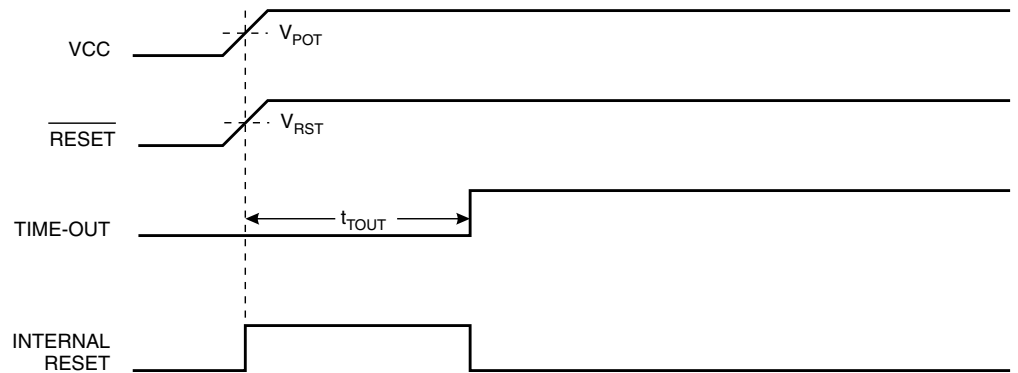 VCC
V_POT
RESET
V_RST
TIME-OUT
t_TOUT
INTERNAL
RESET